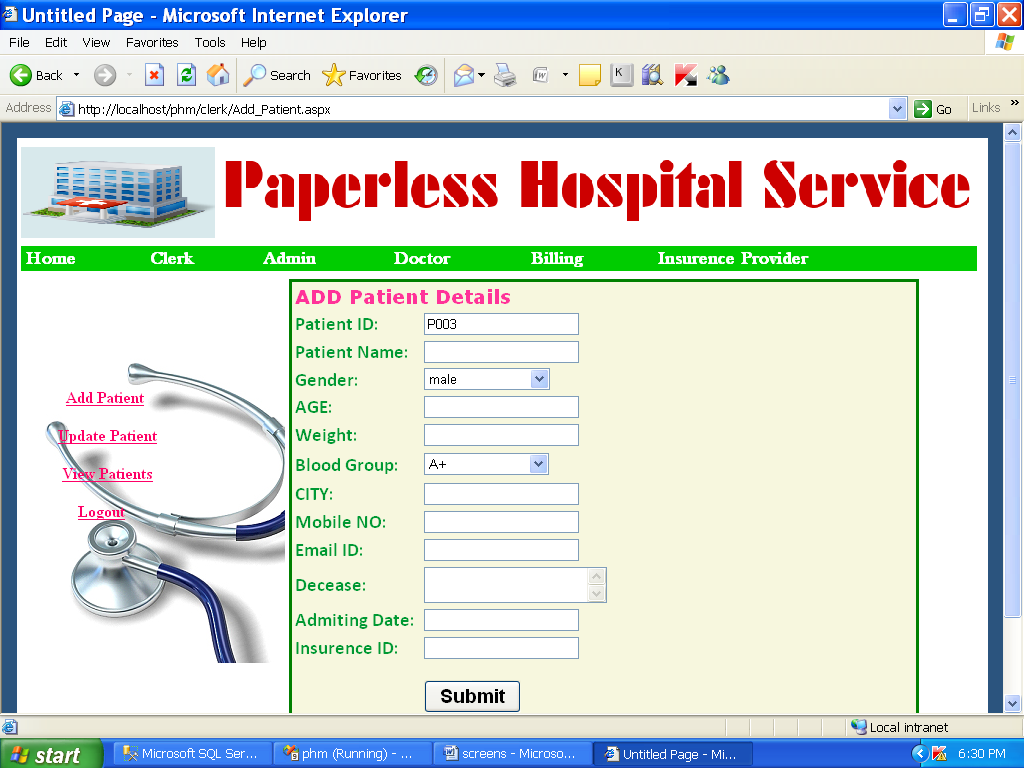 Untitled Page - Microsoft Internet Explorer
File Edit View Favorites Tools Help
Back Search Favorites
Address http://localhost/phm/clerk/Add_Patient.aspx Go Links »
Paperless Hospital Service
Home Clerk Admin Doctor Billing Insurence Provider
ADD Patient Details
Patient ID: P003
Patient Name:
Gender: male
AGE:
Weight:
Blood Group: A+
CITY:
Mobile NO:
Email ID:
Decease:
Admiting Date:
Insurence ID:
Submit
Add Patient
Update Patient
View Patients
Logout
Local intranet
start Microsoft SQL Ser... phm (Running) - ... screens - Microso... Untitled Page - Mi... 6:30 PM